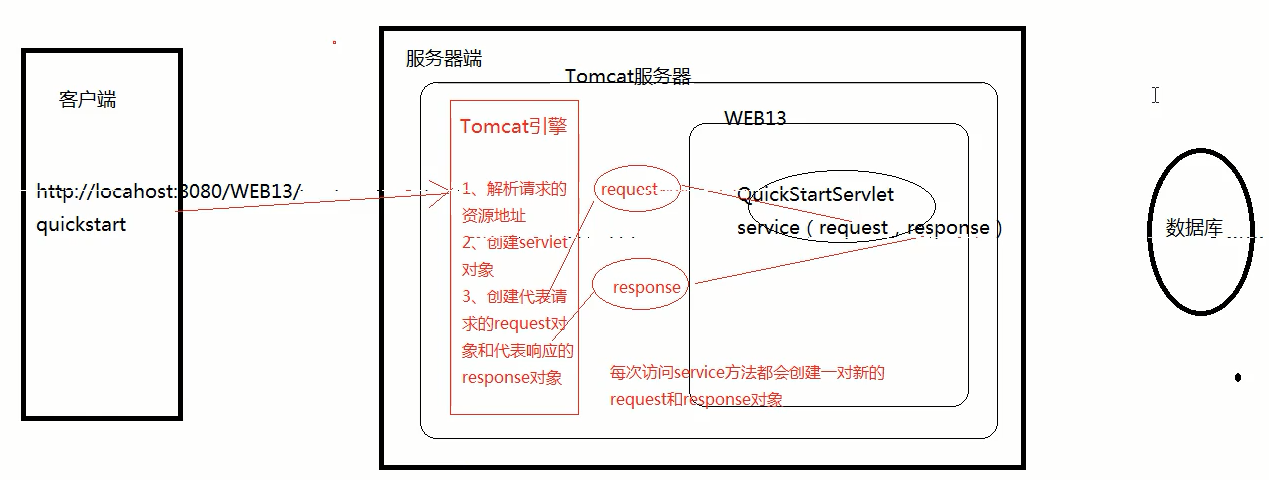 客户端
http://locahost:8080/WEB13/
quickstart
服务器端
Tomcat服务器
Tomcat引擎
1、解析请求的
资源地址
2、创建servlet
对象
3、创建代表请
求的request对
象和代表响应的
response对象
request
response
WEB13
QuickStartServlet
service（request，response）
每次访问service方法都会创建一对新的
request和response对象
数据库